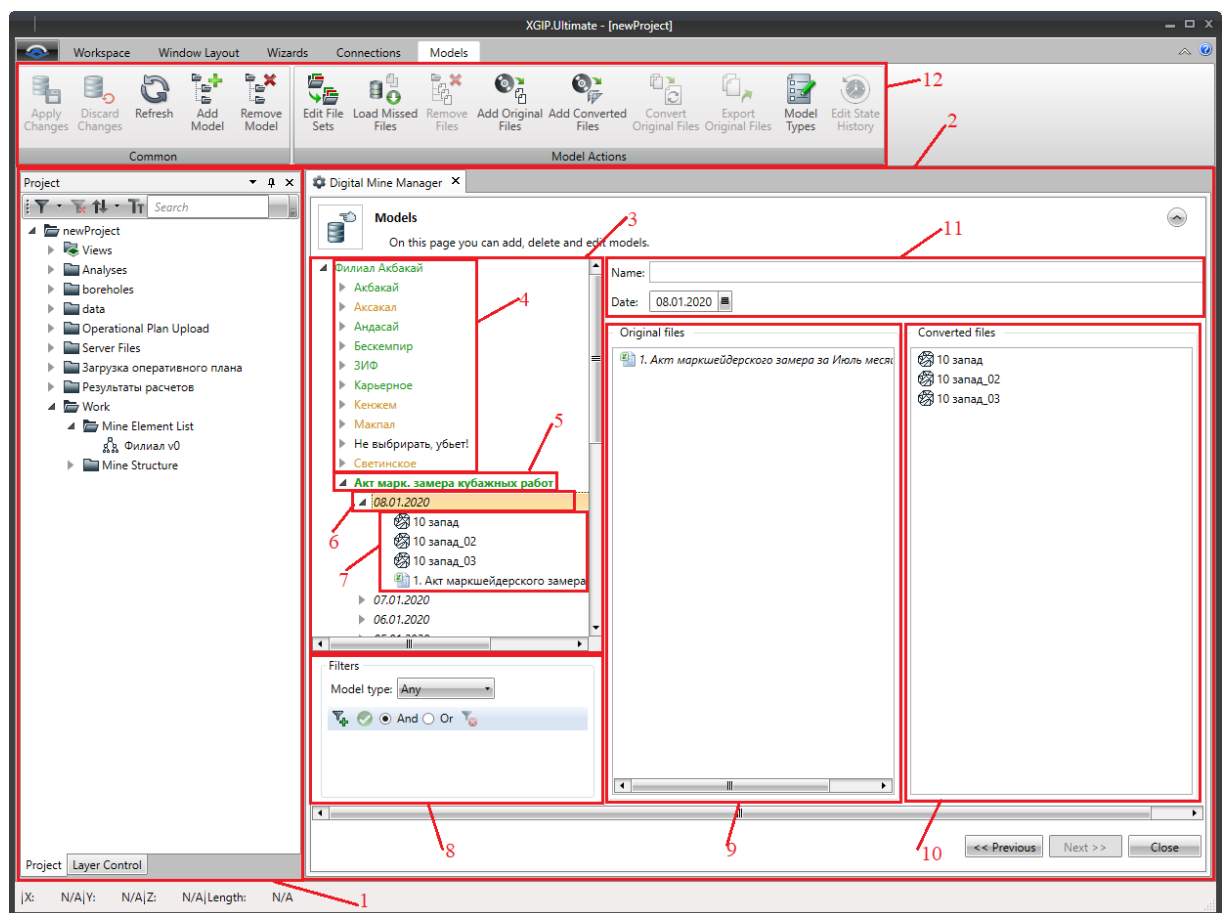 XGIP.Ultimate - [newProject]
Workspace Window Layout Wizards Connections Models
Apply Changes
Discard Changes
Refresh
Add Model
Remove Model
Edit File Sets
Load Missed Files
Remove Files
Add Original Files
Add Converted Files
Convert Original Files
Export Original Files
Model Types
Edit State History
12
Common
Model Actions
2
Project
Search
newProject
Views
Analyses
boreholes
data
Operational Plan Upload
Server Files
Загрузка оперативного плана
Результаты расчетов
Work
Mine Element List
Филиал v0
Mine Structure
Project Layer Control
1
Digital Mine Manager
Models
On this page you can add, delete and edit models.
3
11
Филиал Акбакай
Акбакай
Аксакал
Андасай
Бескемпир
ЗИФ
Карьерное
Кенжем
Макпал
Не выбрирать, убьет!
Светинское
4
5
Акт марк. замера кубажных работ
08.01.2020
6
10 запад
10 запад_02
10 запад_03
1. Акт маркшейдерского замера
7
07.01.2020
06.01.2020
Filters
Model type: Any
And Or
8
Name:
Date: 08.01.2020
Original files
1. Акт маркшейдерского замера за Июль
9
Converted files
10 запад
10 запад_02
10 запад_03
10
<< Previous Next >> Close
|X: N/A|Y: N/A|Z: N/A|Length: N/A